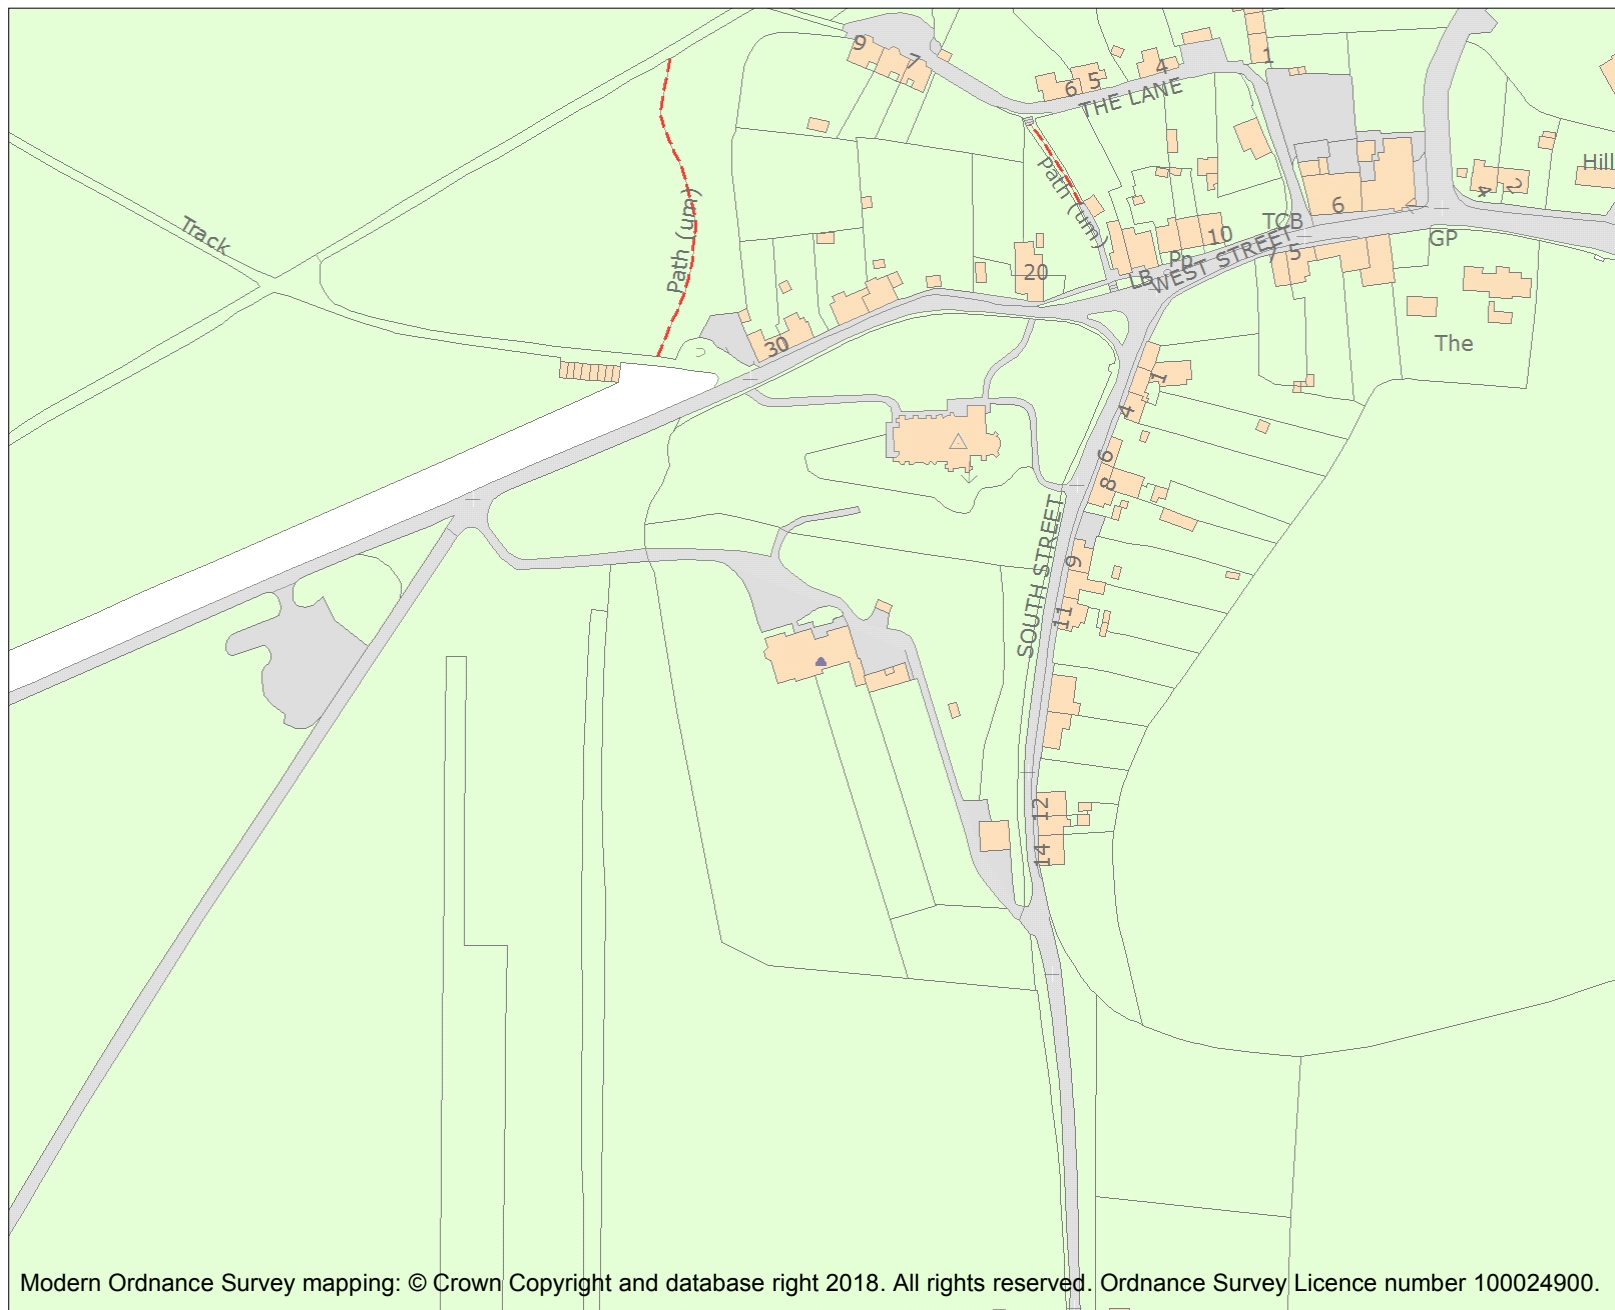 9
7
6
5
4
THE LANE
1
Path (um)
Hill
4
2
6
TCB
GP
10
5
Pp
LB
WEST STREET
20
Track
Path (um)
30
The
1
4
6
8
SOUTH STREET
9
11
12
14
Modern Ordnance Survey mapping: © Crown Copyright and database right 2018. All rights reserved. Ordnance Survey Licence number 100024900.